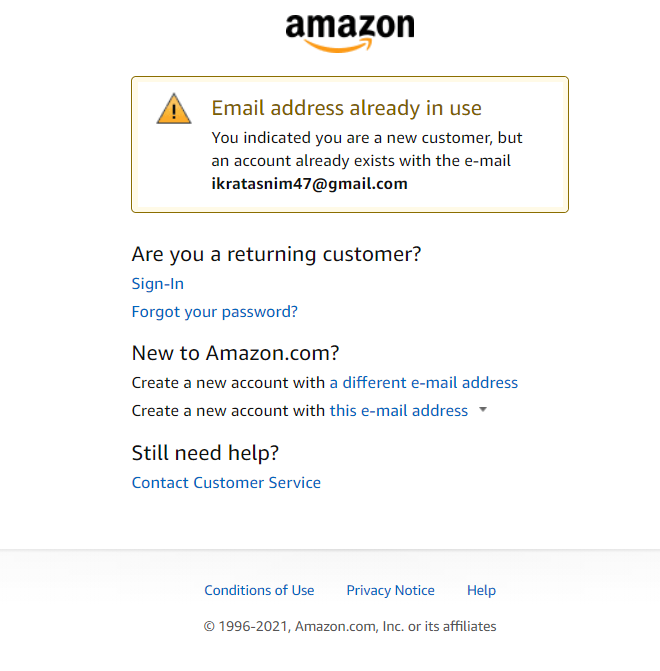 amazon
Email address already in use
You indicated you are a new customer, but
an account already exists with the e-mail
ikratasnim47@gmail.com
Are you a returning customer?
Sign-In
Forgot your password?
New to Amazon.com?
Create a new account with a different e-mail address
Create a new account with this e-mail address
Still need help?
Contact Customer Service
Conditions of Use Privacy Notice Help
© 1996-2021, Amazon.com, Inc. or its affiliates